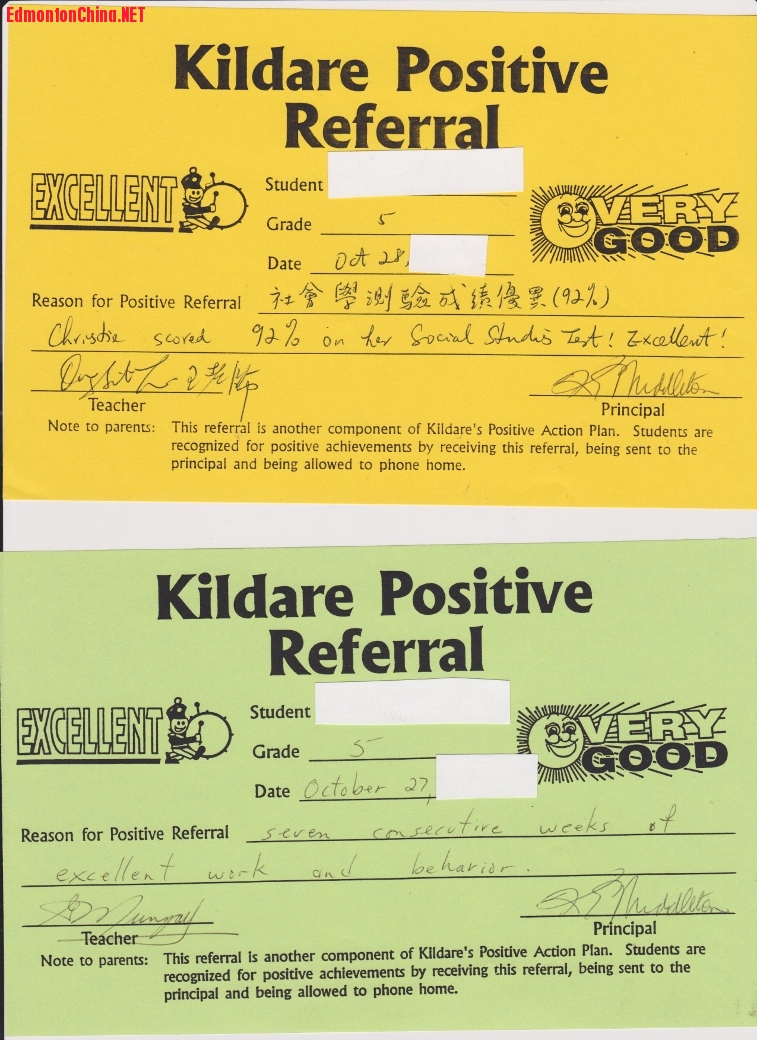 EdmontonChina.NET
Kildare Positive
Referral
EXCELLENT
Student
Grade 5
Date Oct 28,
VERY
GOOD
Reason for Positive Referral 社會學測驗成績優異(92%)
Christie scored 92% on her Social Studies Test! Excellent!
Middleton
Teacher
Principal
Note to parents: This referral is another component of Kildare's Positive Action Plan. Students are
recognized for positive achievements by receiving this referral, being sent to the
principal and being allowed to phone home.
Kildare Positive
Referral
EXCELLENT
Student
Grade 5
Date October 27,
VERY
GOOD
Reason for Positive Referral seven consecutive weeks of
excellent work and behavior.
Middleton
Teacher
Principal
Note to parents: This referral is another component of Kildare's Positive Action Plan. Students are
recognized for positive achievements by receiving this referral, being sent to the
principal and being allowed to phone home.